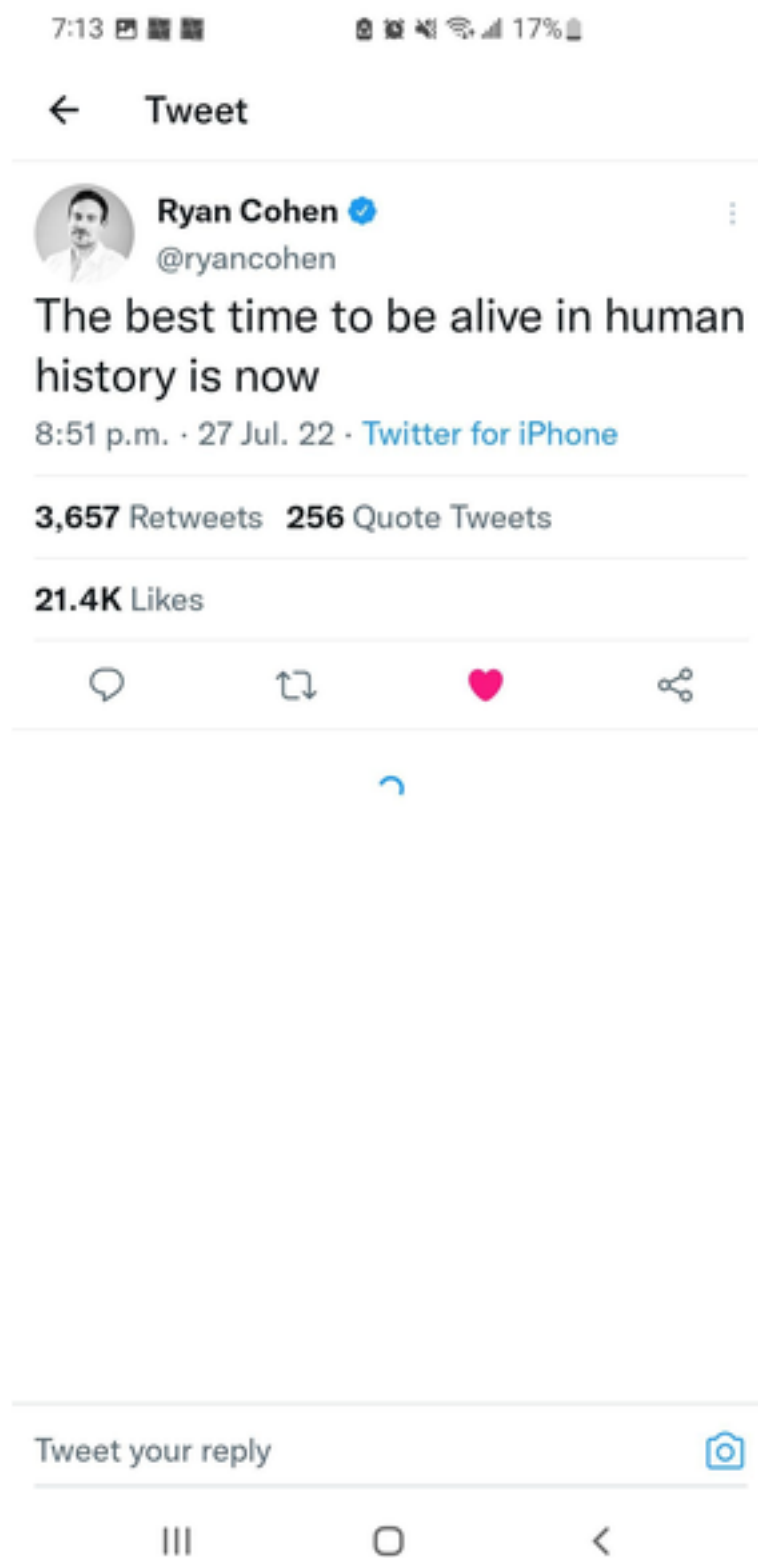 7:13 17%
Tweet
Ryan Cohen
@ryancohen
The best time to be alive in human
history is now
8:51 p.m. · 27 Jul. 22 · Twitter for iPhone
3,657 Retweets 256 Quote Tweets
21.4K Likes
Tweet your reply